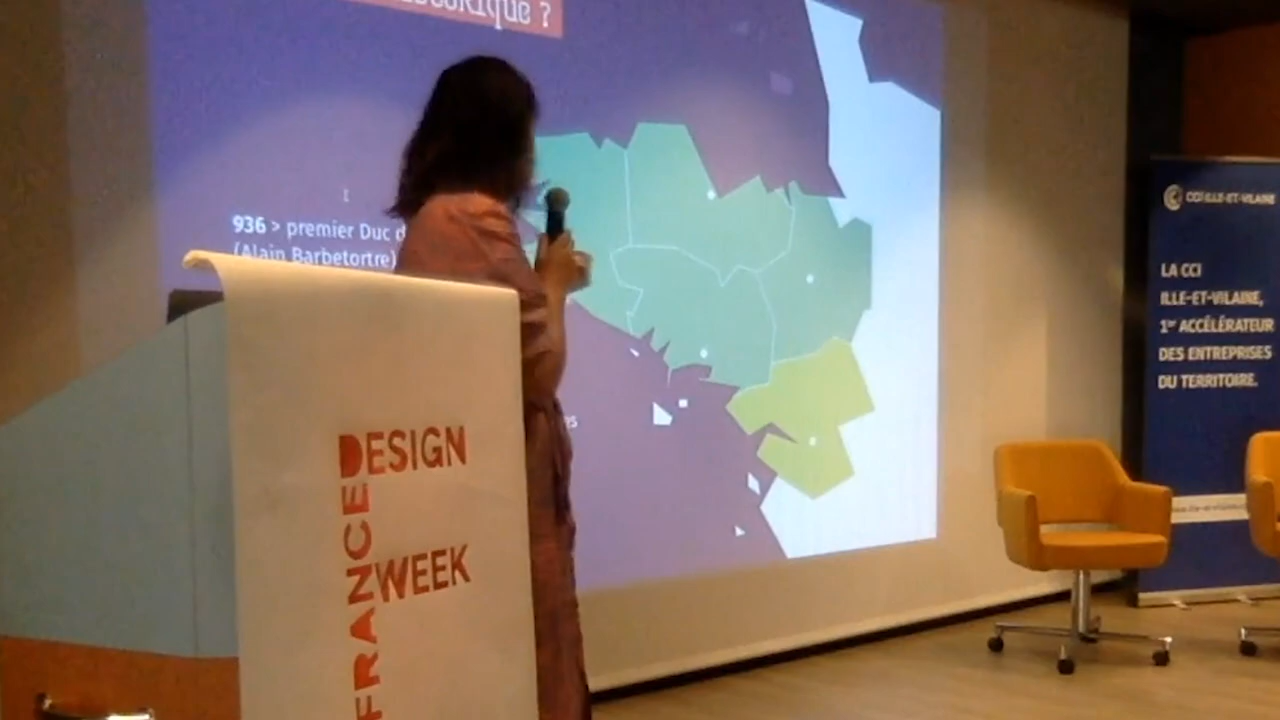 936 > premier Duc d
(Alain Barbetortre)
DESIGN
FRANCE
WEEK
CCI ILLE-ET-VILAINE
LA CCI
ILLE-ET-VILAINE,
1er ACCÉLÉRATEUR
DES ENTREPRISES
DU TERRITOIRE.